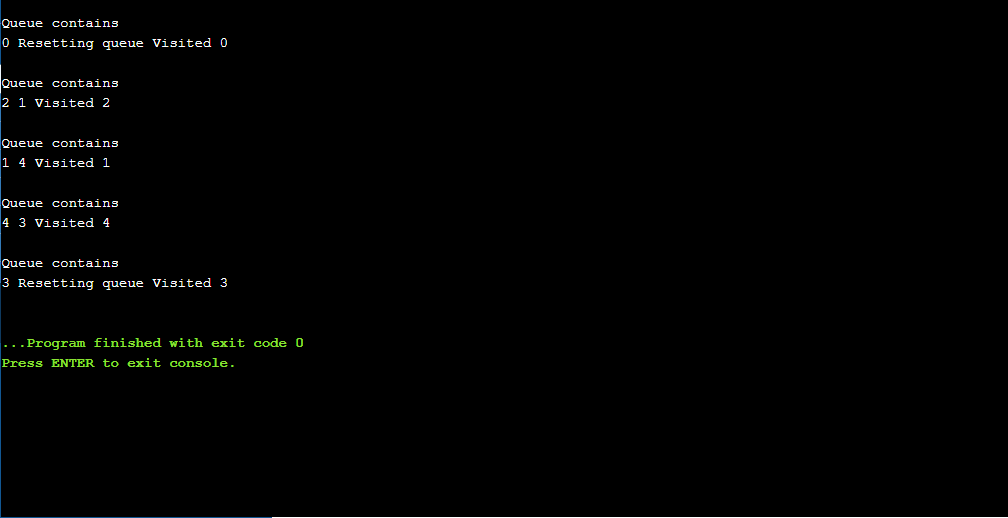 Queue contains
0 Resetting queue Visited 0
Queue contains
2 1 Visited 2
Queue contains
1 4 Visited 1
Queue contains
4 3 Visited 4
Queue contains
3 Resetting queue Visited 3
...Program finished with exit code 0
Press ENTER to exit console.